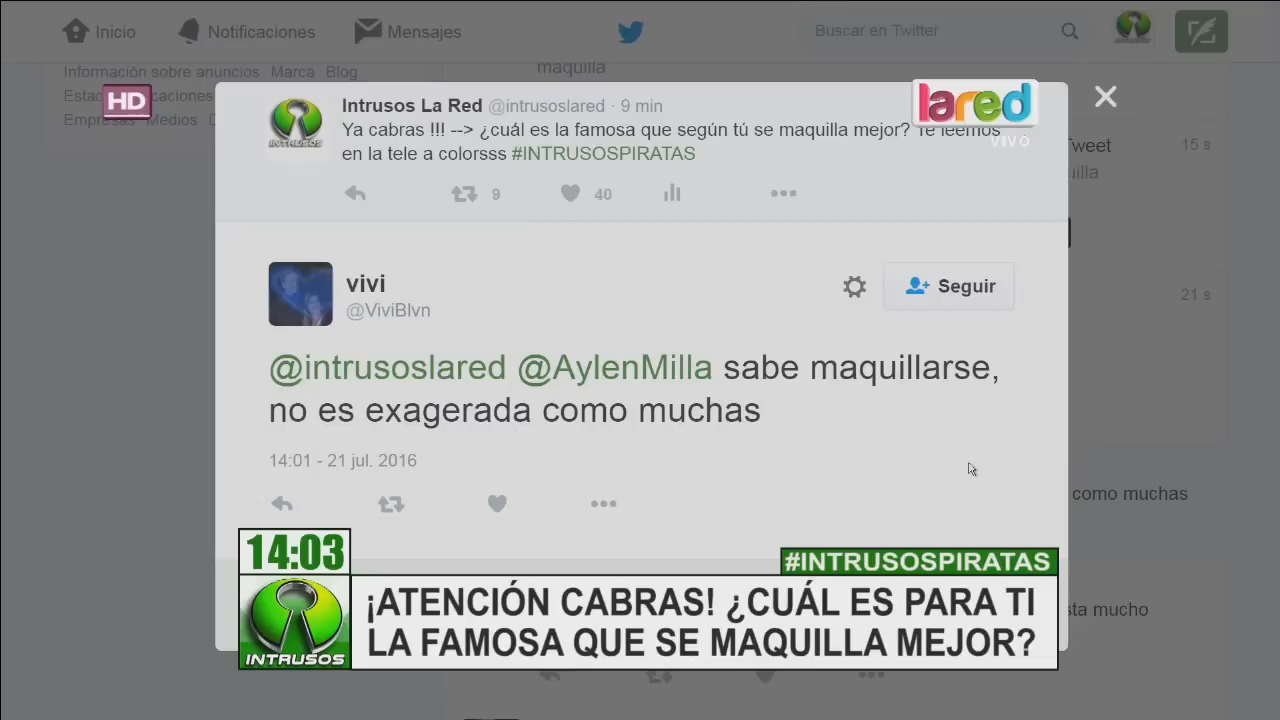 Inicio
Notificaciones
Mensajes
Buscar en Twitter
maquilla
Información sobre anuncios Marca Blog
HD
lared
VIVO
Intrusos La Red @intrusoslared · 9 min
Ya cabras !!! --> ¿cuál es la famosa que según tú se maquilla mejor? Te leemos
en la tele a colorsss #INTRUSOSPIRATAS
INTRUSOS
9
40
15 s
21 s
vivi
@ViviBlvn
Seguir
@intrusoslared @AylenMilla sabe maquillarse,
no es exagerada como muchas
14:01 - 21 jul. 2016
como muchas
mucho
14:03
#INTRUSOSPIRATAS
INTRUSOS
¡ATENCIÓN CABRAS! ¿CUÁL ES PARA TI
LA FAMOSA QUE SE MAQUILLA MEJOR?